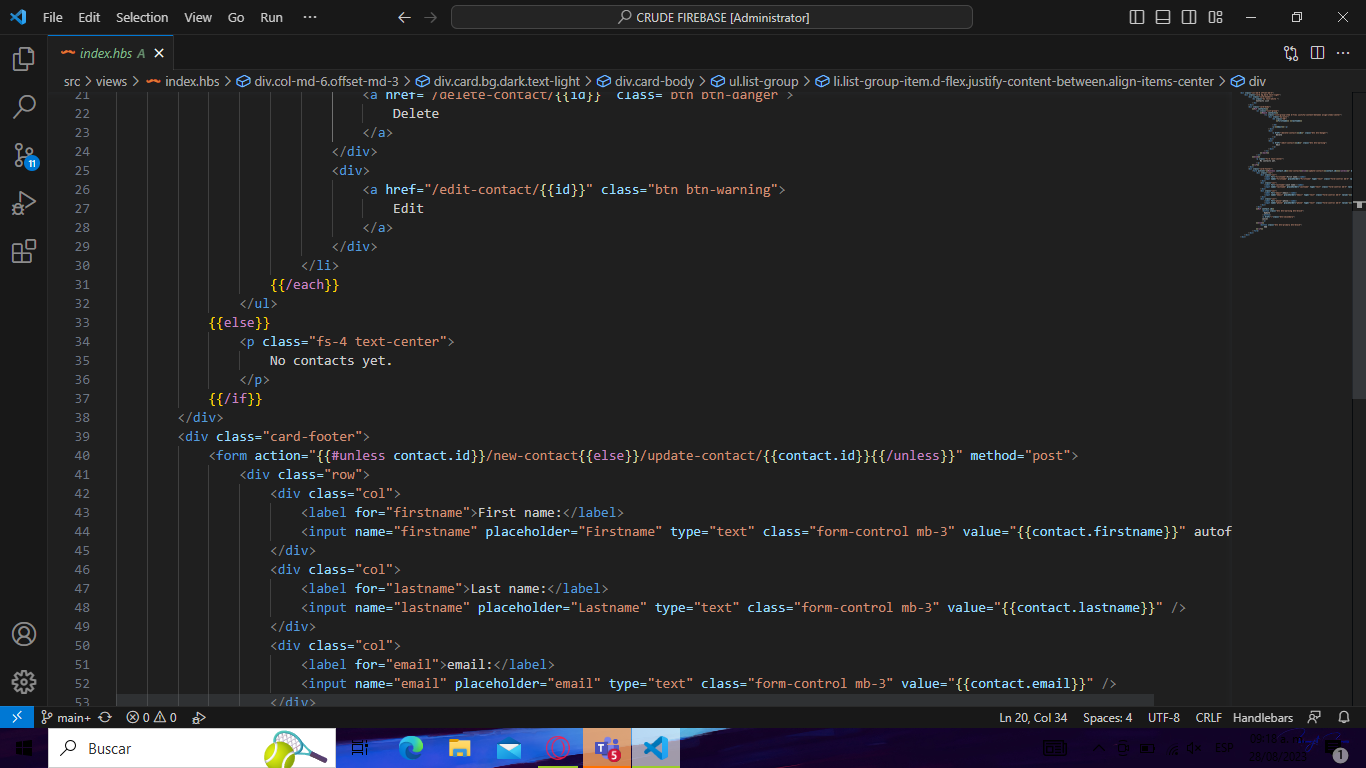 File Edit Selection View Go Run ··· CRUDE FIREBASE [Administrator]
index.hbs A
src > views > index.hbs > div.col-md-6.offset-md-3 > div.card.bg.dark.text-light > div.card-body > ul.list-group > li.list-group-item.d-flex.justify-content-between.align-items-center > div
21 <a href="/delete-contact/{{id}}" class="btn btn-danger">
22 Delete
23 </a>
24 </div>
25 <div>
26 <a href="/edit-contact/{{id}}" class="btn btn-warning">
27 Edit
28 </a>
29 </div>
30 </li>
31 {{/each}}
32 </ul>
33 {{else}}
34 <p class="fs-4 text-center">
35 No contacts yet.
36 </p>
37 {{/if}}
38 </div>
39 <div class="card-footer">
40 <form action="{{#unless contact.id}}/new-contact{{else}}/update-contact/{{contact.id}}{{/unless}}" method="post">
41 <div class="row">
42 <div class="col">
43 <label for="firstname">First name:</label>
44 <input name="firstname" placeholder="Firstname" type="text" class="form-control mb-3" value="{{contact.firstname}}" autof
45 </div>
46 <div class="col">
47 <label for="lastname">Last name:</label>
48 <input name="lastname" placeholder="Lastname" type="text" class="form-control mb-3" value="{{contact.lastname}}" />
49 </div>
50 <div class="col">
51 <label for="email">email:</label>
52 <input name="email" placeholder="email" type="text" class="form-control mb-3" value="{{contact.email}}" />
53 </div>
11
main+ 0 0 Ln 20, Col 34 Spaces: 4 UTF-8 CRLF Handlebars
Buscar 5 ESP 1